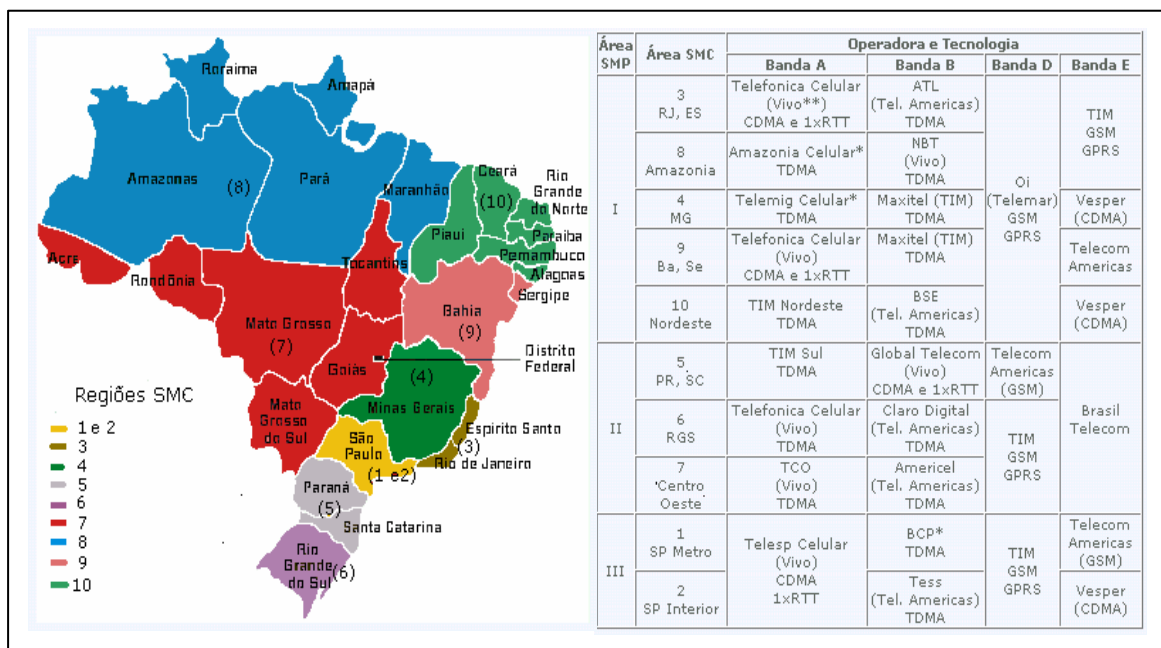 Roraima
Amapá
Amazonas
(8)
Pará
Maranhão
Ceará
(10)
Rio
Grande
do Norte
Piaui
Paraiba
Pernambuco
Alagoas
Sergipe
Acre
Rondônia
Tocantins
Bahia
(9)
Mato Grosso
(7)
Goiás
Distrito
Federal
(4)
Minas Gerais
Mato
Grosso
do Sul
Espirito Santo
(3)
Rio de Janeiro
São
Paulo
(1 e2)
Paraná
(5)
Santa Catarina
Rio
Grande
do Sul
(6)
Regiões SMC
1 e 2
3
4
5
6
7
8
9
10
Área
SMP
Área SMC
Operadora e Tecnologia
Banda A
Banda B
Banda D
Banda E
I
3
RJ, ES
Telefonica Celular
(Vivo**)
CDMA e 1xRTT
ATL
(Tel. Americas)
TDMA
Oi
(Telemar)
GSM
GPRS
TIM
GSM
GPRS
8
Amazonia
Amazonia Celular*
TDMA
NBT
(Vivo)
TDMA
4
MG
Telemig Celular*
TDMA
Maxitel (TIM)
TDMA
Vesper
(CDMA)
9
Ba, Se
Telefonica Celular
(Vivo)
CDMA e 1xRTT
Maxitel (TIM)
TDMA
Telecom
Americas
10
Nordeste
TIM Nordeste
TDMA
BSE
(Tel. Americas)
TDMA
Vesper
(CDMA)
II
5.
PR, SC
TIM Sul
TDMA
Global Telecom
(Vivo)
CDMA e 1xRTT
Telecom
Americas
(GSM)
Brasil
Telecom
6
RGS
Telefonica Celular
(Vivo)
TDMA
Claro Digital
(Tel. Americas)
TDMA
TIM
GSM
GPRS
7
'Centro
Oeste'
TCO
(Vivo)
TDMA
Americel
(Tel. Americas)
TDMA
III
1
SP Metro
Telesp Celular
(Vivo)
CDMA
1xRTT
BCP*
TDMA
TIM
GSM
GPRS
Telecom
Americas
(GSM)
2
SP Interior
Tess
(Tel. Americas)
TDMA
Vesper
(CDMA)